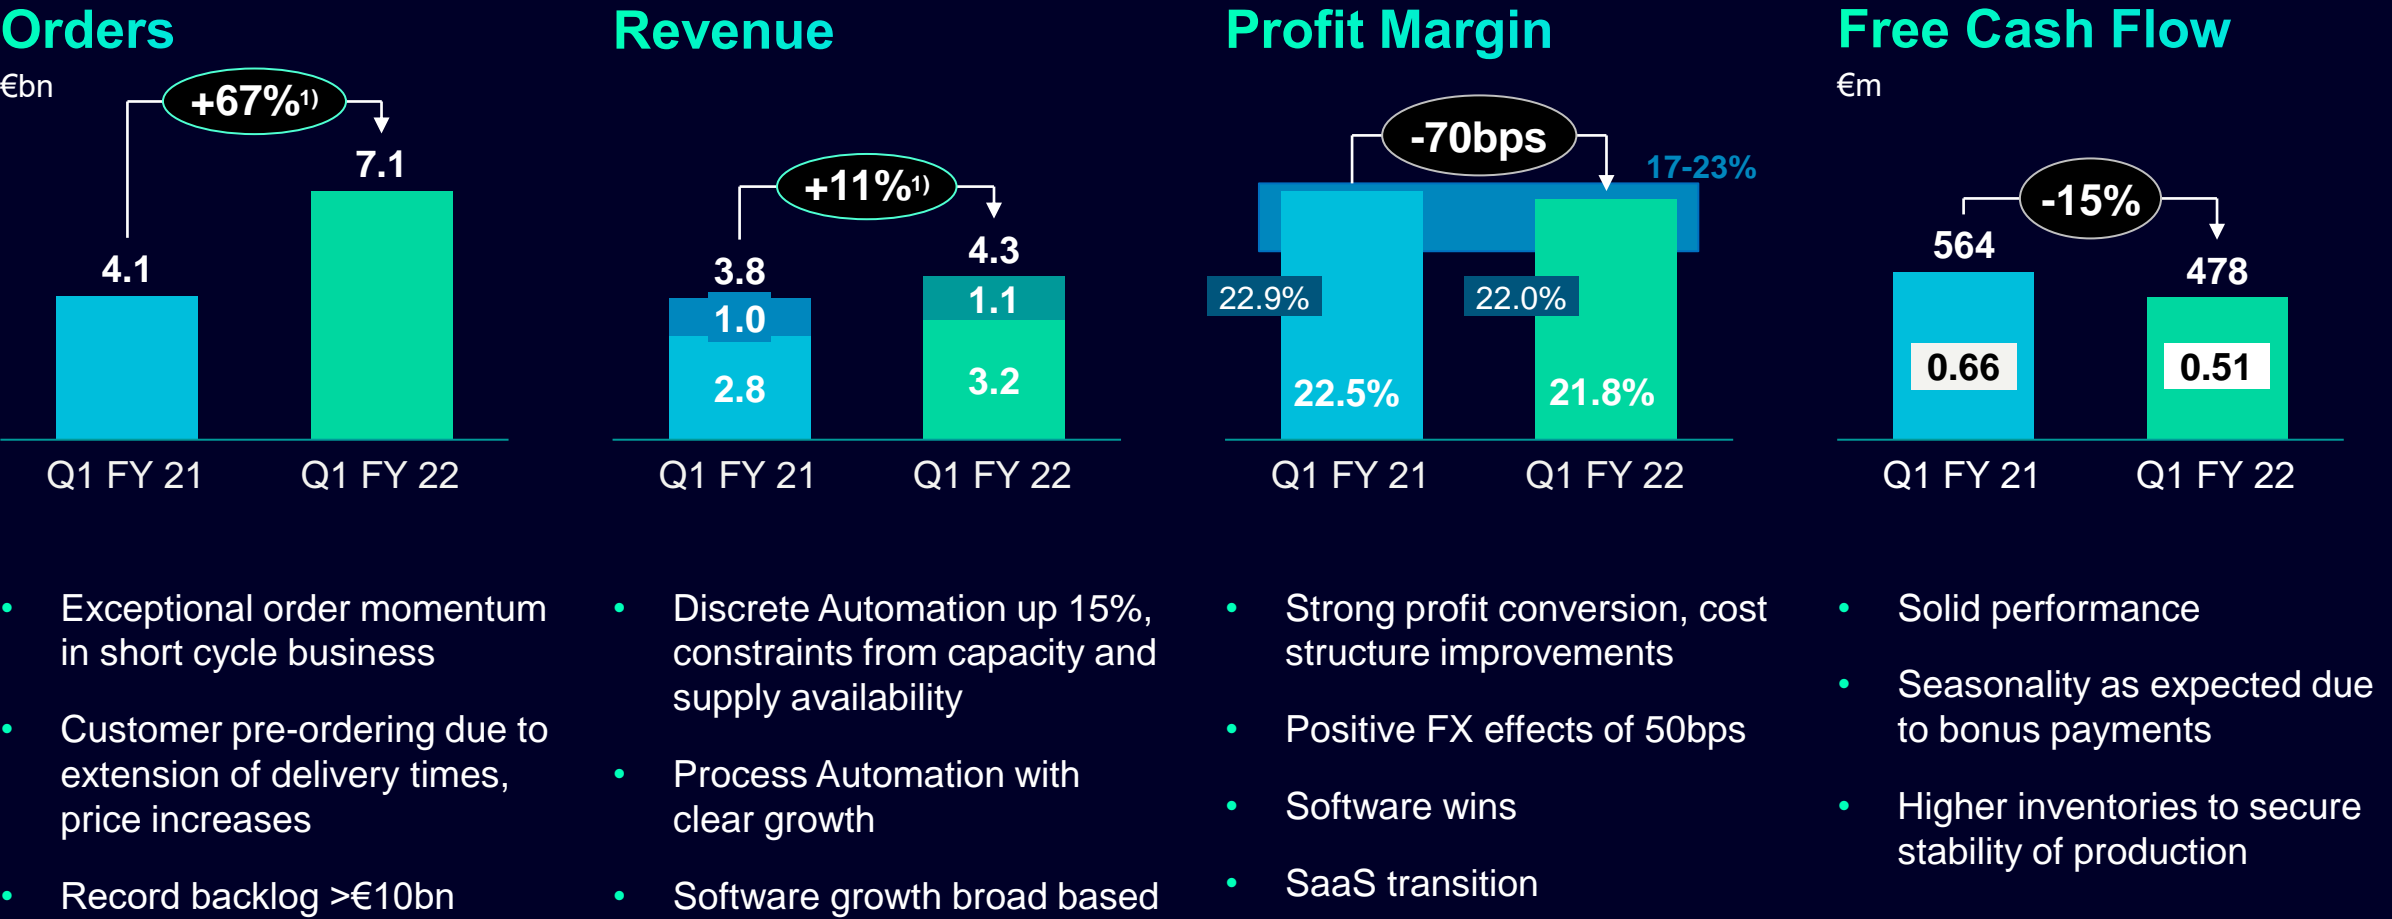 Orders
€bn
+67%1)
7.1
4.1
Q1 FY 21
Q1 FY 22
• Exceptional order momentum
in short cycle business
• Customer pre-ordering due to
extension of delivery times,
price increases
• Record backlog >€10bn
Revenue
+11%1)
4.3
3.8
1.1
1.0
3.2
2.8
Q1 FY 21
Q1 FY 22
• Discrete Automation up 15%,
constraints from capacity and
supply availability
• Process Automation with
clear growth
• Software growth broad based
Profit Margin
-70bps
17-23%
22.9%
22.0%
22.5%
21.8%
Q1 FY 21
Q1 FY 22
• Strong profit conversion, cost
structure improvements
• Positive FX effects of 50bps
• Software wins
• SaaS transition
Free Cash Flow
€m
-15%
564
478
0.66
0.51
Q1 FY 21
Q1 FY 22
• Solid performance
• Seasonality as expected due
to bonus payments
• Higher inventories to secure
stability of production